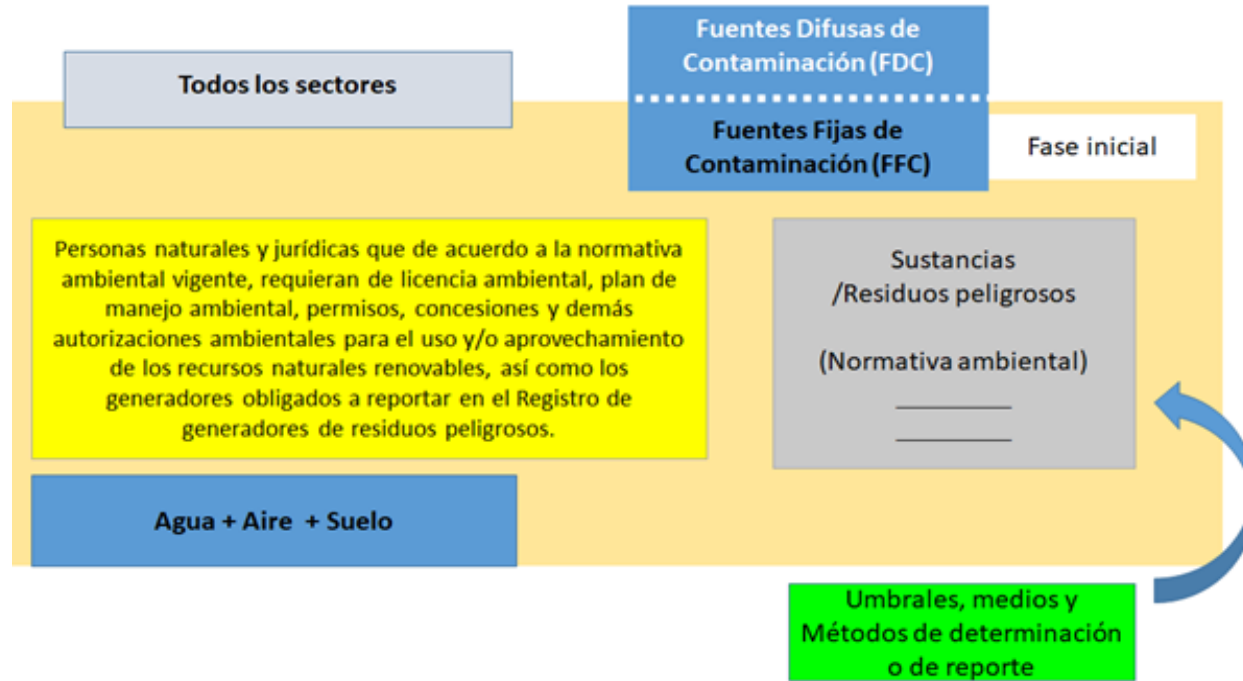 Fuentes Difusas de
Contaminación (FDC)
Todos los sectores
Fuentes Fijas de
Contaminación (FFC)
Fase inicial
Personas naturales y jurídicas que de acuerdo a la normativa
ambiental vigente, requieran de licencia ambiental, plan de
manejo ambiental, permisos, concesiones y demás
autorizaciones ambientales para el uso y/o aprovechamiento
de los recursos naturales renovables, así como los
generadores obligados a reportar en el Registro de
generadores de residuos peligrosos.
Sustancias
/Residuos peligrosos
(Normativa ambiental)
Agua + Aire + Suelo
Umbrales, medios y
Métodos de determinación
o de reporte